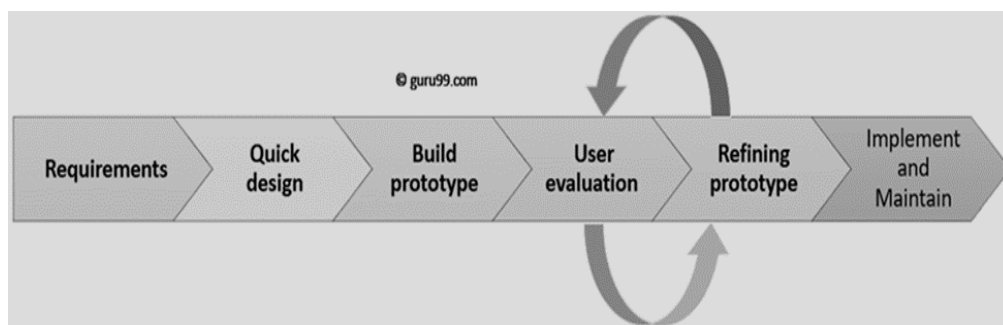 © guru99.com
Requirements
Quick
design
Build
prototype
User
evaluation
Refining
prototype
Implement
and
Maintain